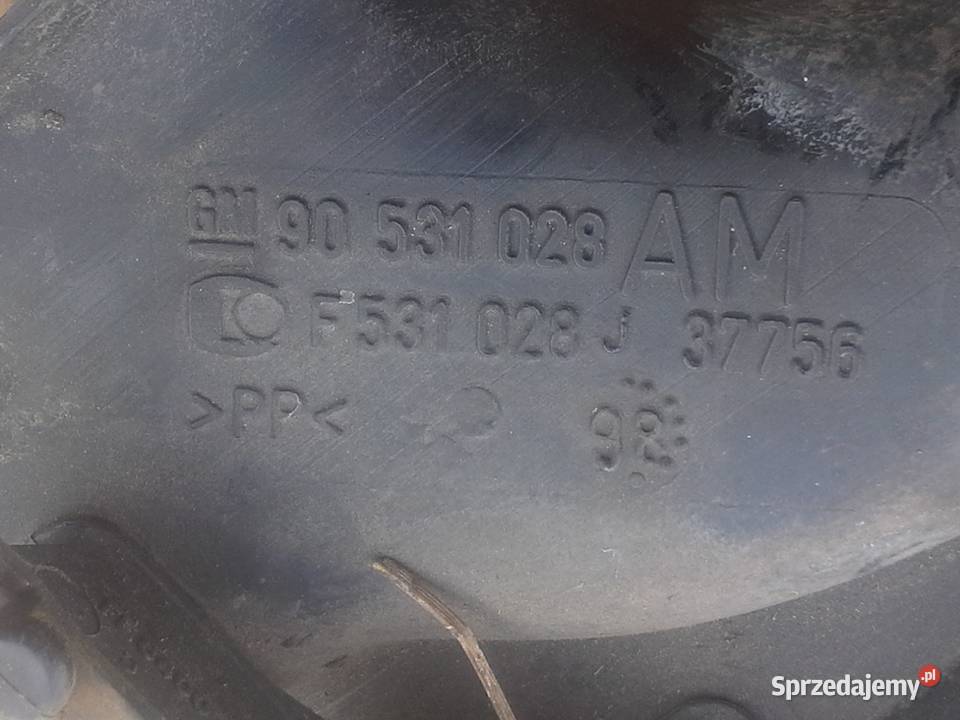 GM 90 531 028 AM
F 531 028 J 37756
>PP<
98
Sprzedajemy.pl